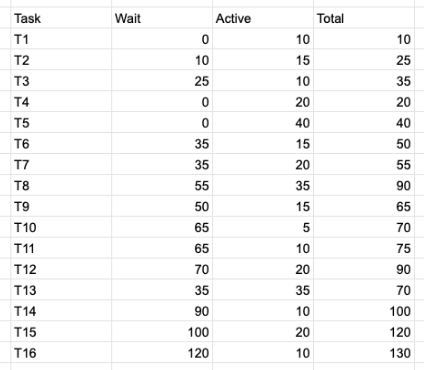 Task Wait Active Total
T1 0 10 10
T2 10 15 25
T3 25 10 35
T4 0 20 20
T5 0 40 40
T6 35 15 50
T7 35 20 55
T8 55 35 90
T9 50 15 65
T10 65 5 70
T11 65 10 75
T12 70 20 90
T13 35 35 70
T14 90 10 100
T15 100 20 120
T16 120 10 130